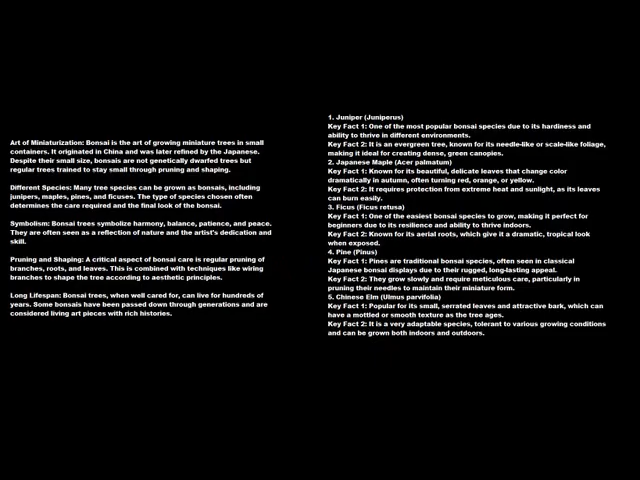 Art of Miniaturization: Bonsai is the art of growing miniature trees in small
containers. It originated in China and was later refined by the Japanese.
Despite their small size, bonsais are not genetically dwarfed trees but
regular trees trained to stay small through pruning and shaping.
Different Species: Many tree species can be grown as bonsais, including
junipers, maples, pines, and ficuses. The type of species chosen often
determines the care required and the final look of the bonsai.
Symbolism: Bonsai trees symbolize harmony, balance, patience, and peace.
They are often seen as a reflection of nature and the artist's dedication and
skill.
Pruning and Shaping: A critical aspect of bonsai care is regular pruning of
branches, roots, and leaves. This is combined with techniques like wiring
branches to shape the tree according to aesthetic principles.
Long Lifespan: Bonsai trees, when well cared for, can live for hundreds of
years. Some bonsais have been passed down through generations and are
considered living art pieces with rich histories.
1. Juniper (Juniperus)
Key Fact 1: One of the most popular bonsai species due to its hardiness and
ability to thrive in different environments.
Key Fact 2: It is an evergreen tree, known for its needle-like or scale-like foliage,
making it ideal for creating dense, green canopies.
2. Japanese Maple (Acer palmatum)
Key Fact 1: Known for its beautiful, delicate leaves that change color
dramatically in autumn, often turning red, orange, or yellow.
Key Fact 2: It requires protection from extreme heat and sunlight, as its leaves
can burn easily.
3. Ficus (Ficus retusa)
Key Fact 1: One of the easiest bonsai species to grow, making it perfect for
beginners due to its resilience and ability to thrive indoors.
Key Fact 2: Known for its aerial roots, which give it a dramatic, tropical look
when exposed.
4. Pine (Pinus)
Key Fact 1: Pines are traditional bonsai species, often seen in classical
Japanese bonsai displays due to their rugged, long-lasting appeal.
Key Fact 2: They grow slowly and require meticulous care, particularly in
pruning their needles to maintain their miniature form.
5. Chinese Elm (Ulmus parvifolia)
Key Fact 1: Popular for its small, serrated leaves and attractive bark, which can
have a mottled or smooth texture as the tree ages.
Key Fact 2: It is a very adaptable species, tolerant to various growing conditions
and can be grown both indoors and outdoors.